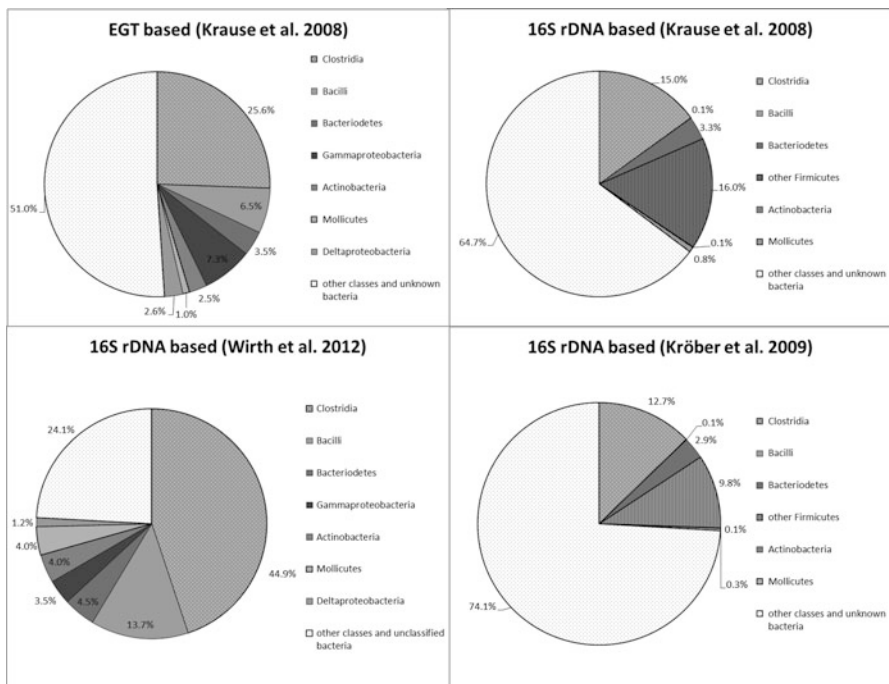 EGT based (Krause et al. 2008)
Clostridia
Bacilli
Bacteriodetes
Gammaproteobacteria
Actinobacteria
Mollicutes
Deltaproteobacteria
other classes and unknown
bacteria
25.6%
6.5%
3.5%
7.3%
2.5%
1.0%
2.6%
51.0%
16S rDNA based (Krause et al. 2008)
Clostridia
Bacilli
Bacteriodetes
other Firmicutes
Actinobacteria
Mollicutes
other classes and unknown
bacteria
15.0%
0.1%
3.3%
16.0%
0.1%
0.8%
64.7%
16S rDNA based (Wirth et al. 2012)
Clostridia
Bacilli
Bacteriodetes
Gammaproteobacteria
Actinobacteria
Mollicutes
Deltaproteobacteria
other classes and unclassified
bacteria
44.9%
13.7%
4.5%
3.5%
4.0%
4.0%
1.2%
24.1%
16S rDNA based (Kröber et al. 2009)
Clostridia
Bacilli
Bacteriodetes
other Firmicutes
Actinobacteria
Mollicutes
other classes and unknown
bacteria
12.7%
0.1%
2.9%
9.8%
0.1%
0.3%
74.1%